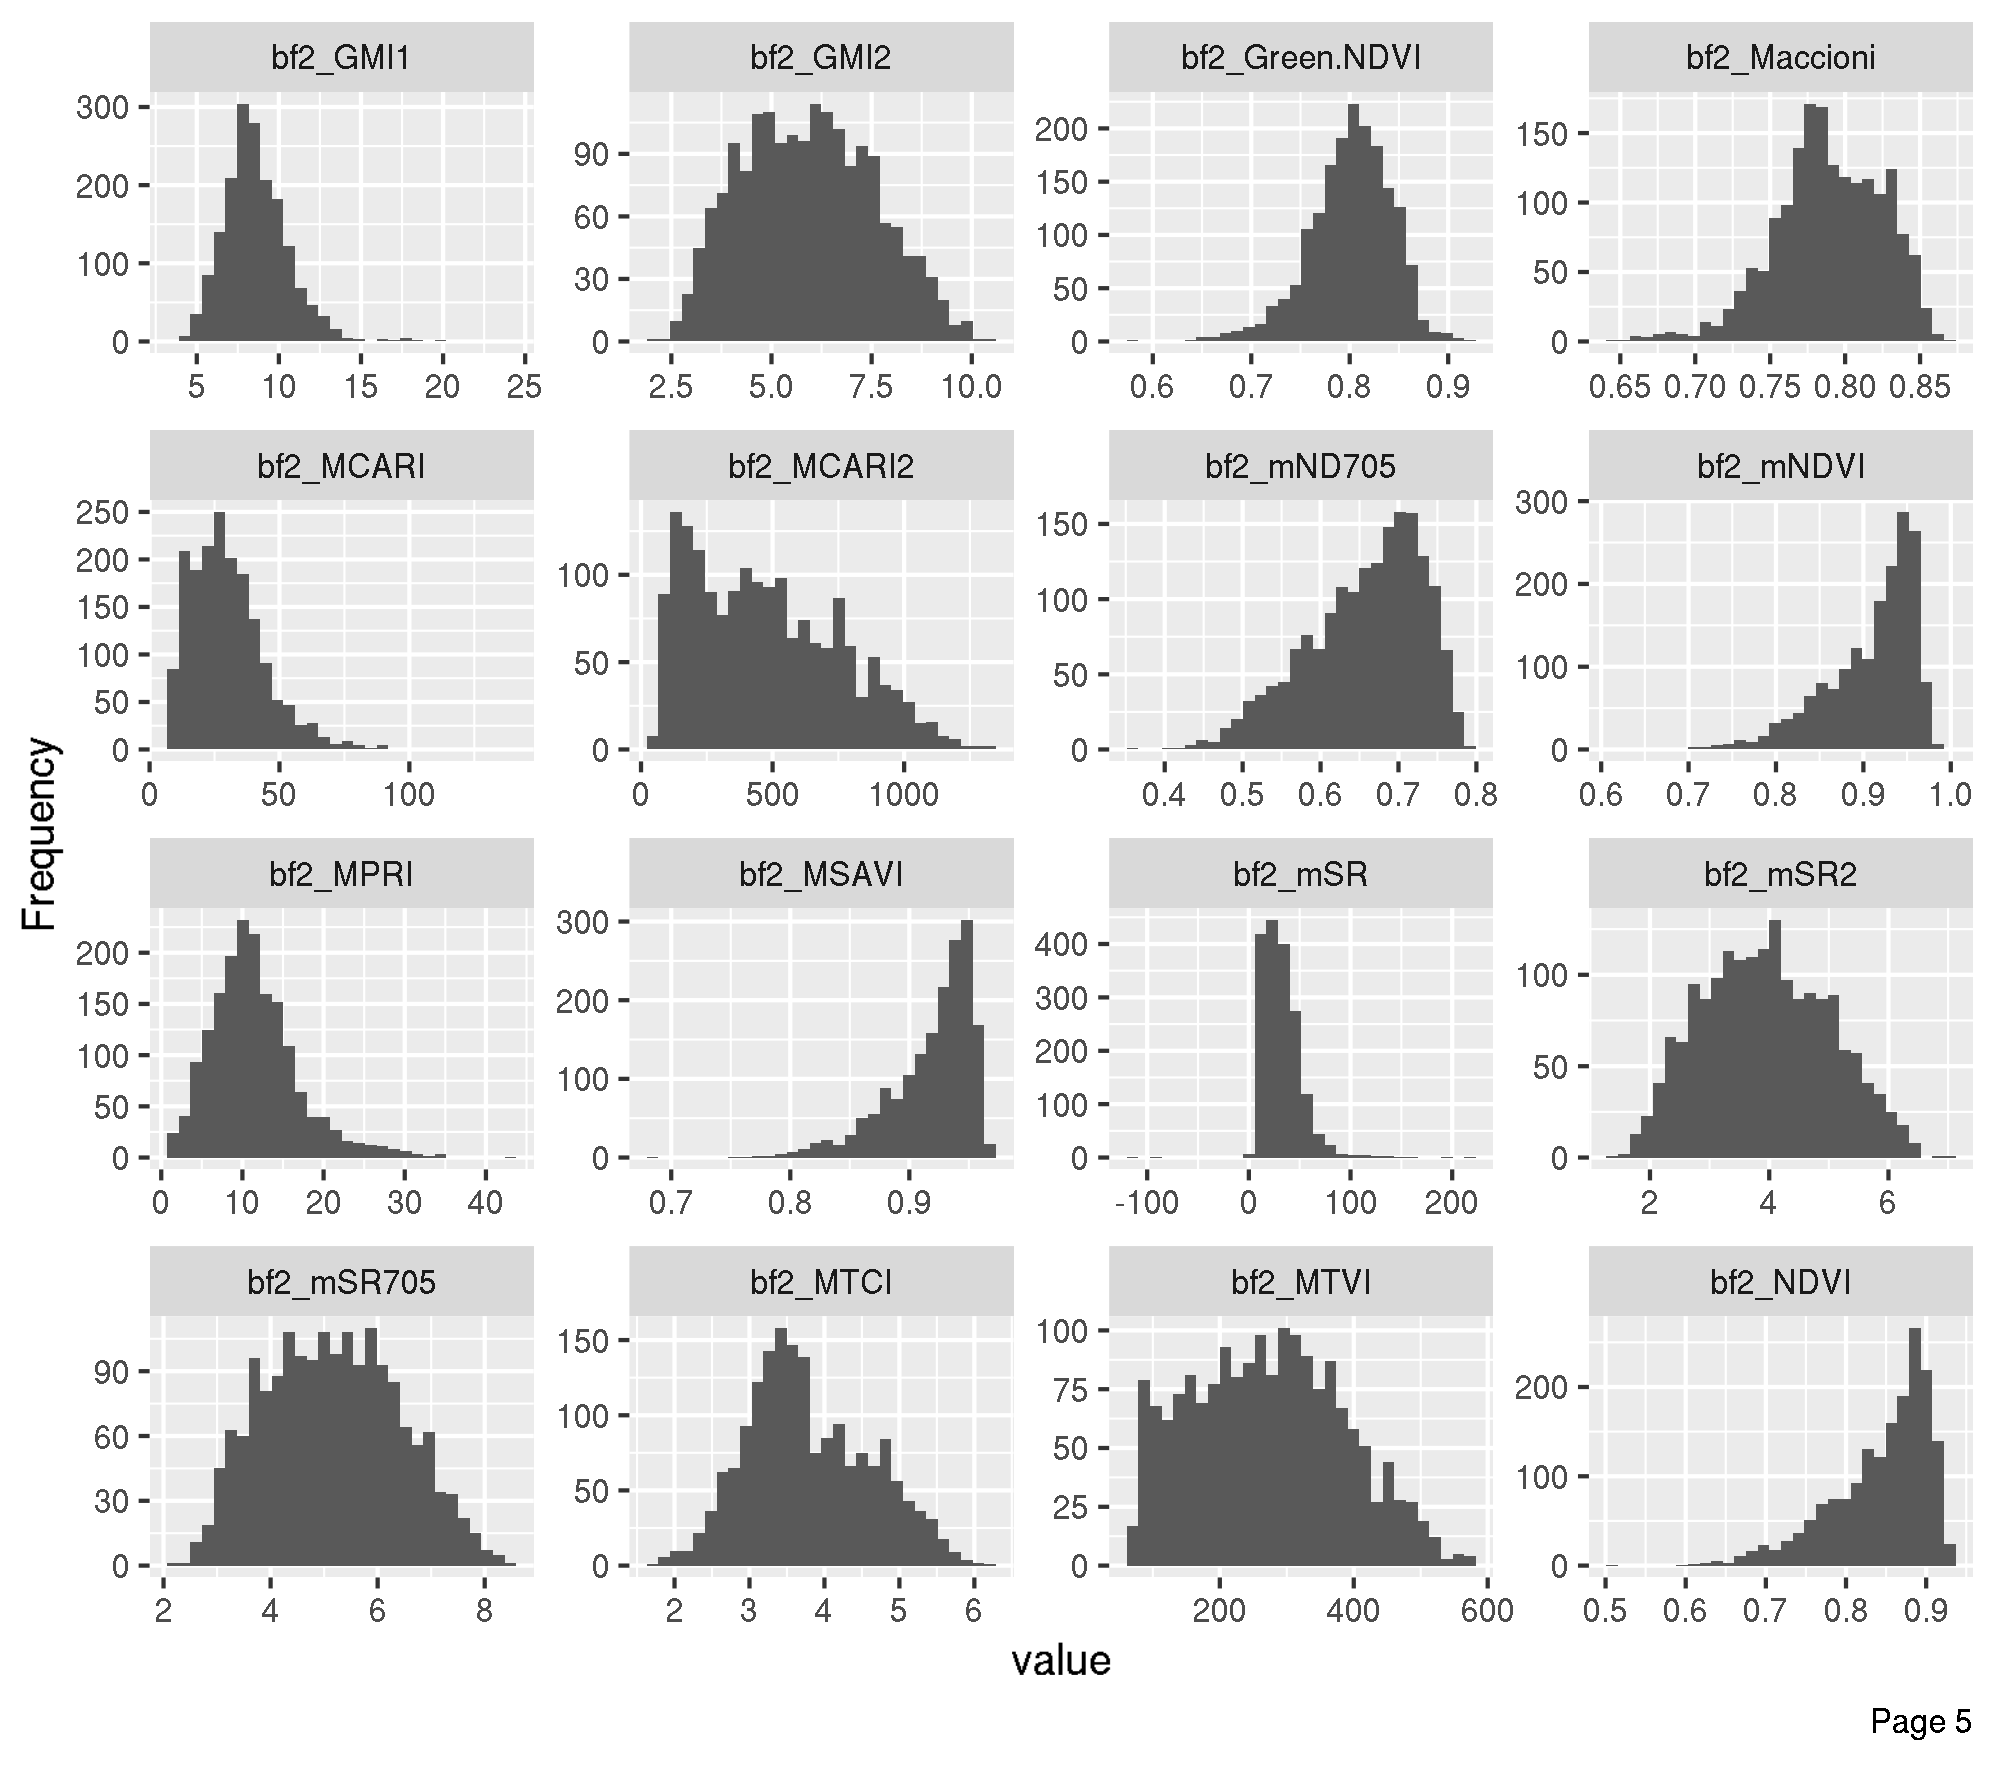 bf2_GMI1 bf2_GMI2 bf2_Green.NDVI bf2_Maccioni
300
200
100
0
5 10 15 20 25
90
60
30
0
2.5 5.0 7.5 10.0
200
150
100
50
0
0.6 0.7 0.8 0.9
150
100
50
0
0.65 0.70 0.75 0.80 0.85
bf2_MCARI bf2_MCARI2 bf2_mND705 bf2_mNDVI
250
200
150
100
50
0
0 50 100
100
50
0
0 500 1000
150
100
50
0
0.4 0.5 0.6 0.7 0.8
300
200
100
0
0.6 0.7 0.8 0.9 1.0
bf2_MPRI bf2_MSAVI bf2_mSR bf2_mSR2
200
150
100
50
0
0 10 20 30 40
300
200
100
0
0.7 0.8 0.9
400
300
200
100
0
-100 0 100 200
100
50
0
2 4 6
bf2_mSR705 bf2_MTCI bf2_MTVI bf2_NDVI
90
60
30
0
2 4 6 8
150
100
50
0
2 3 4 5 6
100
75
50
25
0
200 400 600
200
100
0
0.5 0.6 0.7 0.8 0.9
Frequency
value
Page 5